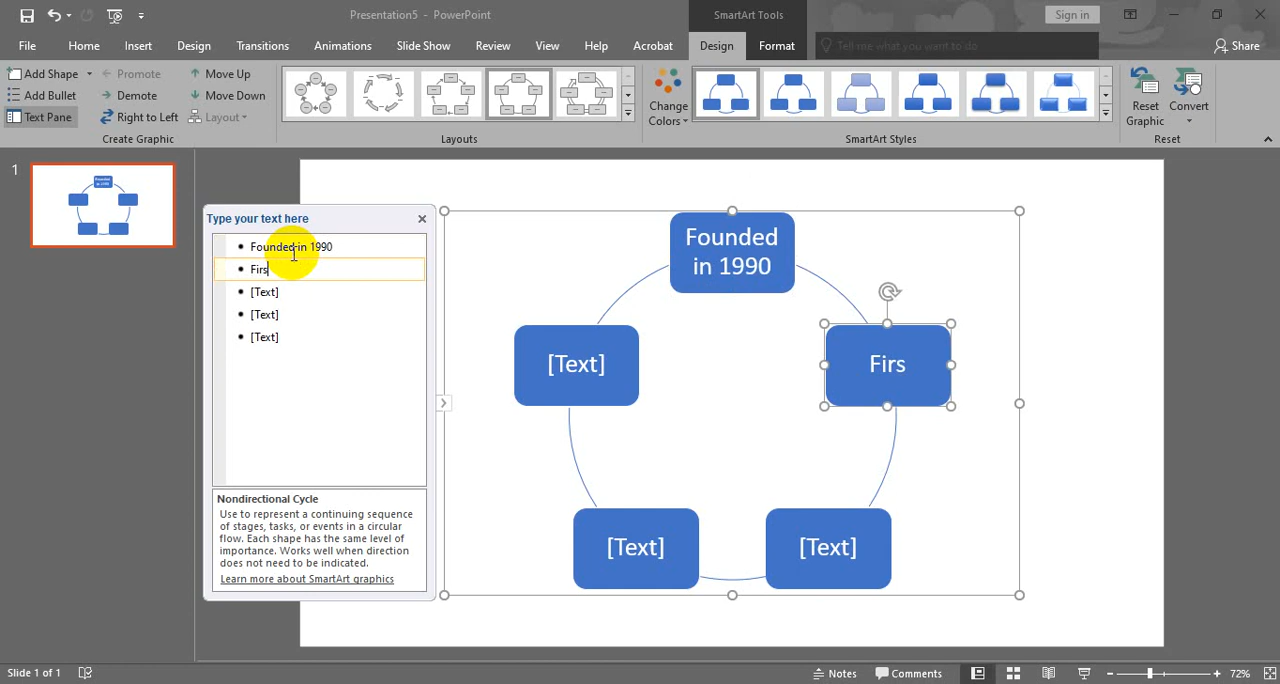 Presentation5 - PowerPoint
SmartArt Tools
Sign in
File Home Insert Design Transitions Animations Slide Show Review View Help Acrobat Design Format Tell me what you want to do Share
Add Shape Promote Move Up
Add Bullet Demote Move Down
Text Pane Right to Left Layout
Create Graphic
Layouts
Change
Colors
SmartArt Styles
Reset
Graphic
Convert
Reset
1
Founded
in 1990
Type your text here
Founded in 1990
Firs
[Text]
[Text]
[Text]
Nondirectional Cycle
Use to represent a continuing sequence
of stages, tasks, or events in a circular
flow. Each shape has the same level of
importance. Works well when direction
does not need to be indicated.
Learn more about SmartArt graphics
Founded
in 1990
[Text]
Firs
[Text]
[Text]
Slide 1 of 1 Notes Comments 72%